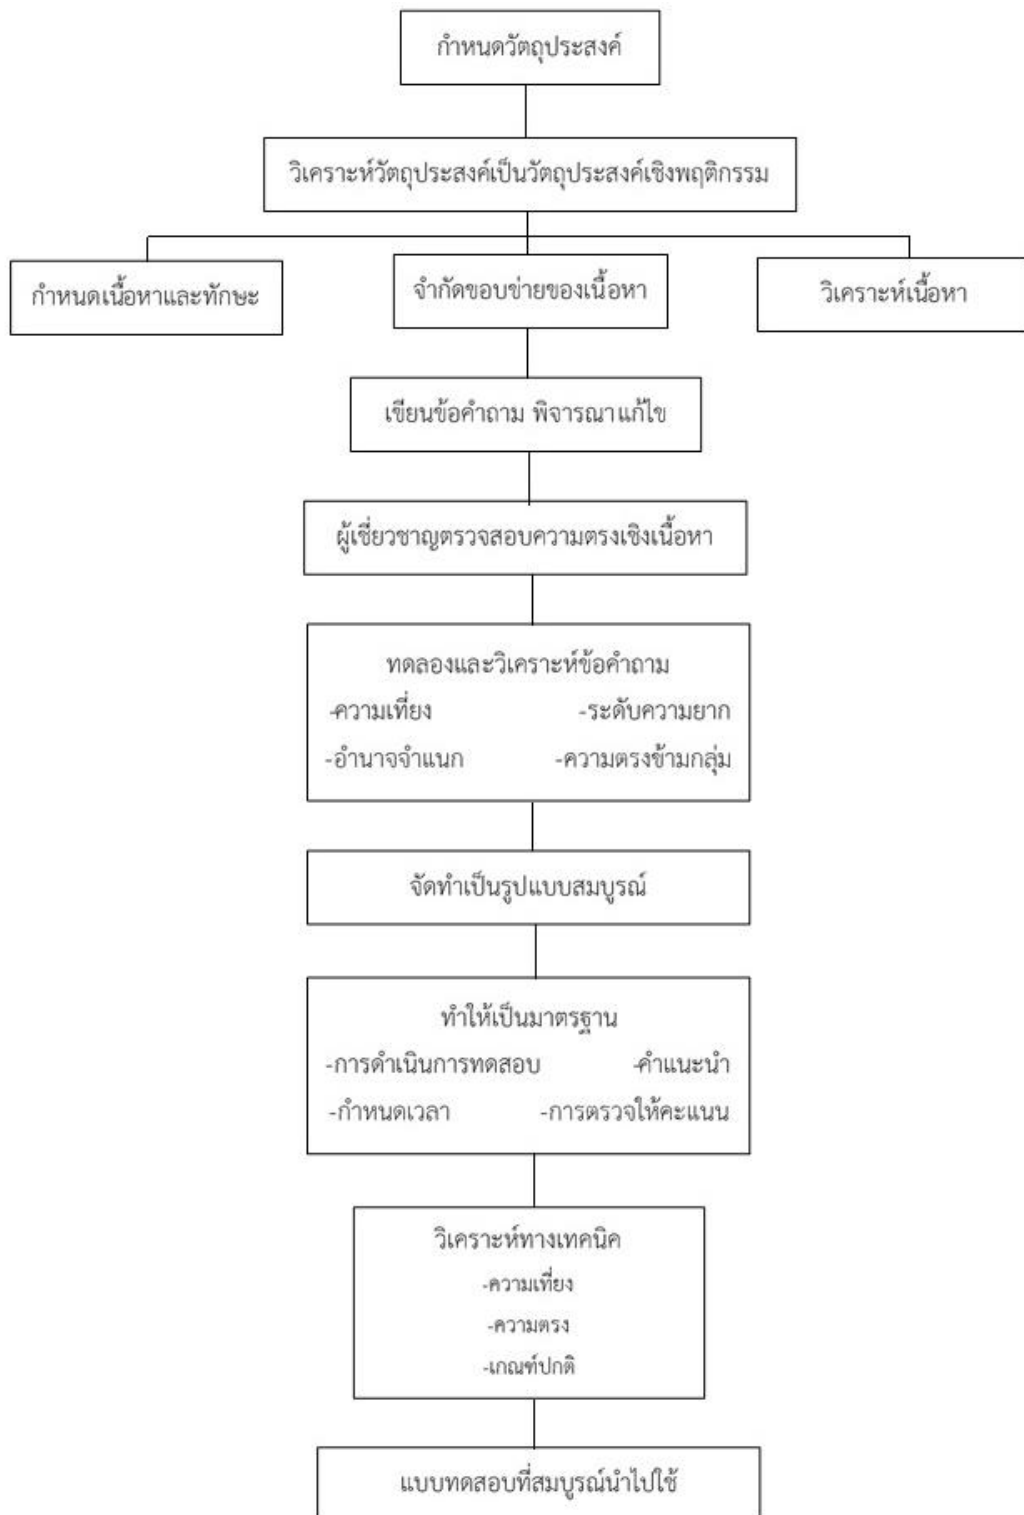 กำหนดวัตถุประสงค์
วิเคราะห์วัตถุประสงค์เป็นวัตถุประสงค์เชิงพฤติกรรม
กำหนดเนื้อหาและทักษะ
จำกัดขอบข่ายของเนื้อหา
วิเคราะห์เนื้อหา
เขียนข้อคำถาม พิจารณาแก้ไข
ผู้เชี่ยวชาญตรวจสอบความตรงเชิงเนื้อหา
ทดลองและวิเคราะห์ข้อคำถาม
-ความเที่ยง -ระดับความยาก
-อำนาจจำแนก -ความตรงข้ามกลุ่ม
จัดทำเป็นรูปแบบสมบูรณ์
ทำให้เป็นมาตรฐาน
-การดำเนินการทดสอบ -คำแนะนำ
-กำหนดเวลา -การตรวจให้คะแนน
วิเคราะห์ทางเทคนิค
-ความเที่ยง
-ความตรง
-เกณฑ์ปกติ
แบบทดสอบที่สมบูรณ์นำไปใช้